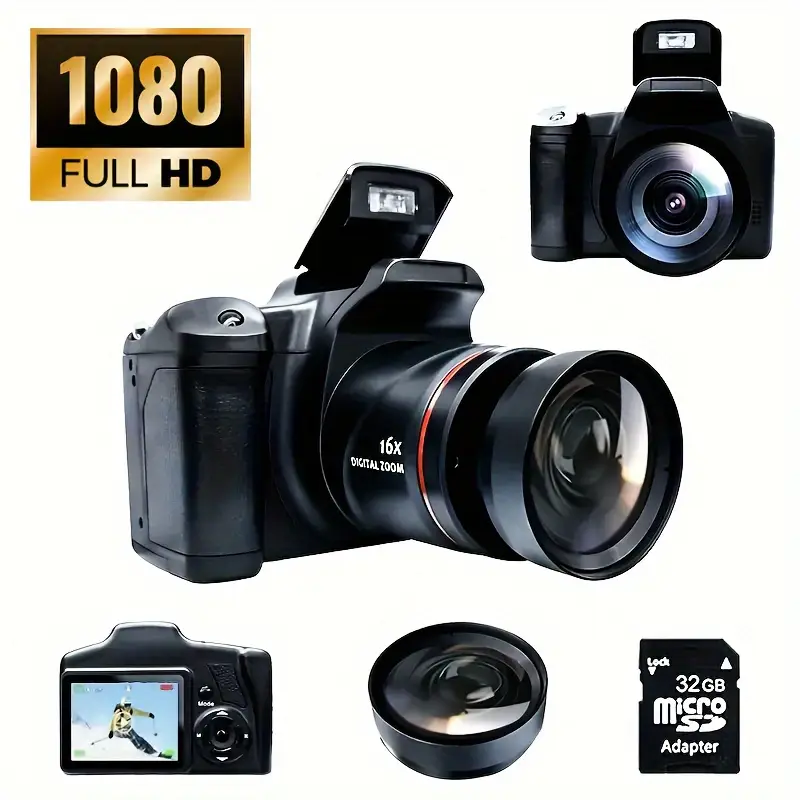 1080
FULL HD
16X
DIGITAL ZOOM
Mode
Lock
32GB
Micro
SD
Adapter